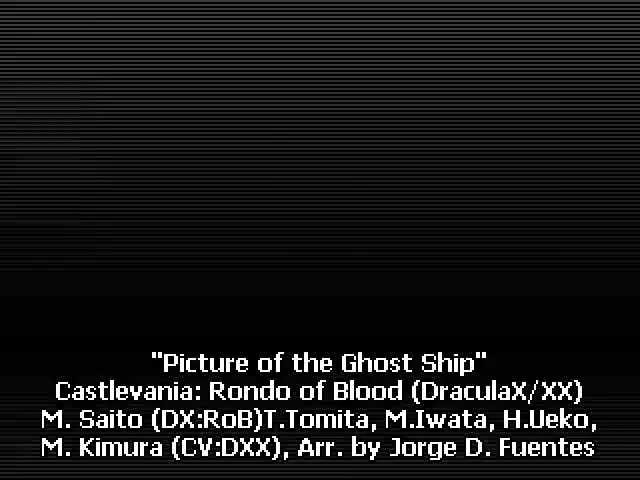 "Picture of the Ghost Ship"
Castlevania: Rondo of Blood (DraculaX/XX)
M. Saito (DX:RoB)T.Tomita, M.Iwata, H.Ueko,
M. Kimura (CV:DXX), Arr. by Jorge D. Fuentes